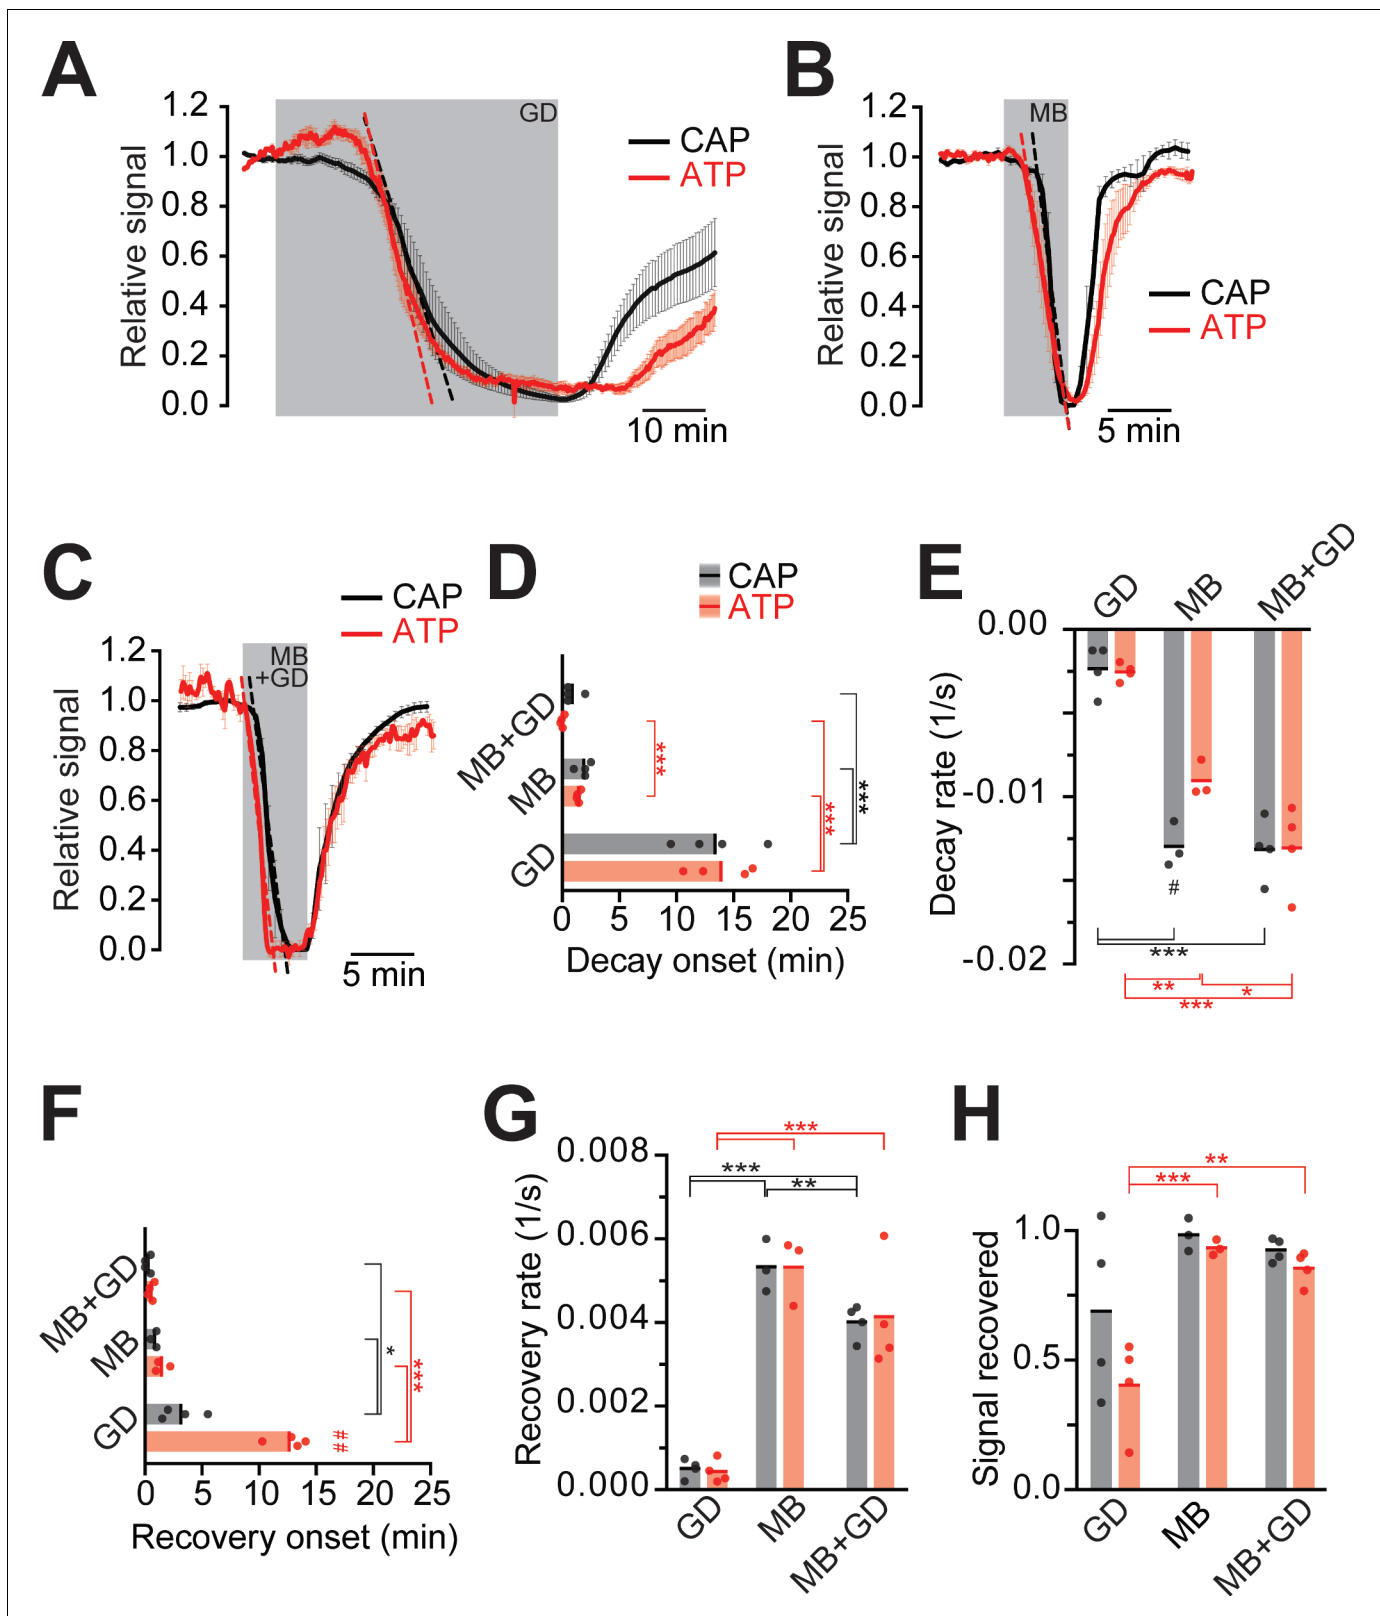 A
1.2
1.0
0.8
0.6
0.4
0.2
0.0
Relative signal
GD
CAP
ATP
10 min
B
1.2
1.0
0.8
0.6
0.4
0.2
0.0
Relative signal
MB
CAP
ATP
5 min
C
CAP
ATP
1.2
1.0
0.8
0.6
0.4
0.2
0.0
Relative signal
MB
+GD
5 min
D
CAP
ATP
MB+GD
MB
GD
***
***
***
0 5 10 15 20 25
Decay onset (min)
E
GD MB MB+GD
0.00
-0.01
-0.02
Decay rate (1/s)
#
***
** *
***
F
MB+GD
MB
GD
*
***
##
0 5 10 15 20 25
Recovery onset (min)
G
0.008
0.006
0.004
0.002
0.000
Recovery rate (1/s)
***
***
**
GD MB MB+GD
H
1.0
0.5
0.0
Signal recovered
**
***
GD MB MB+GD